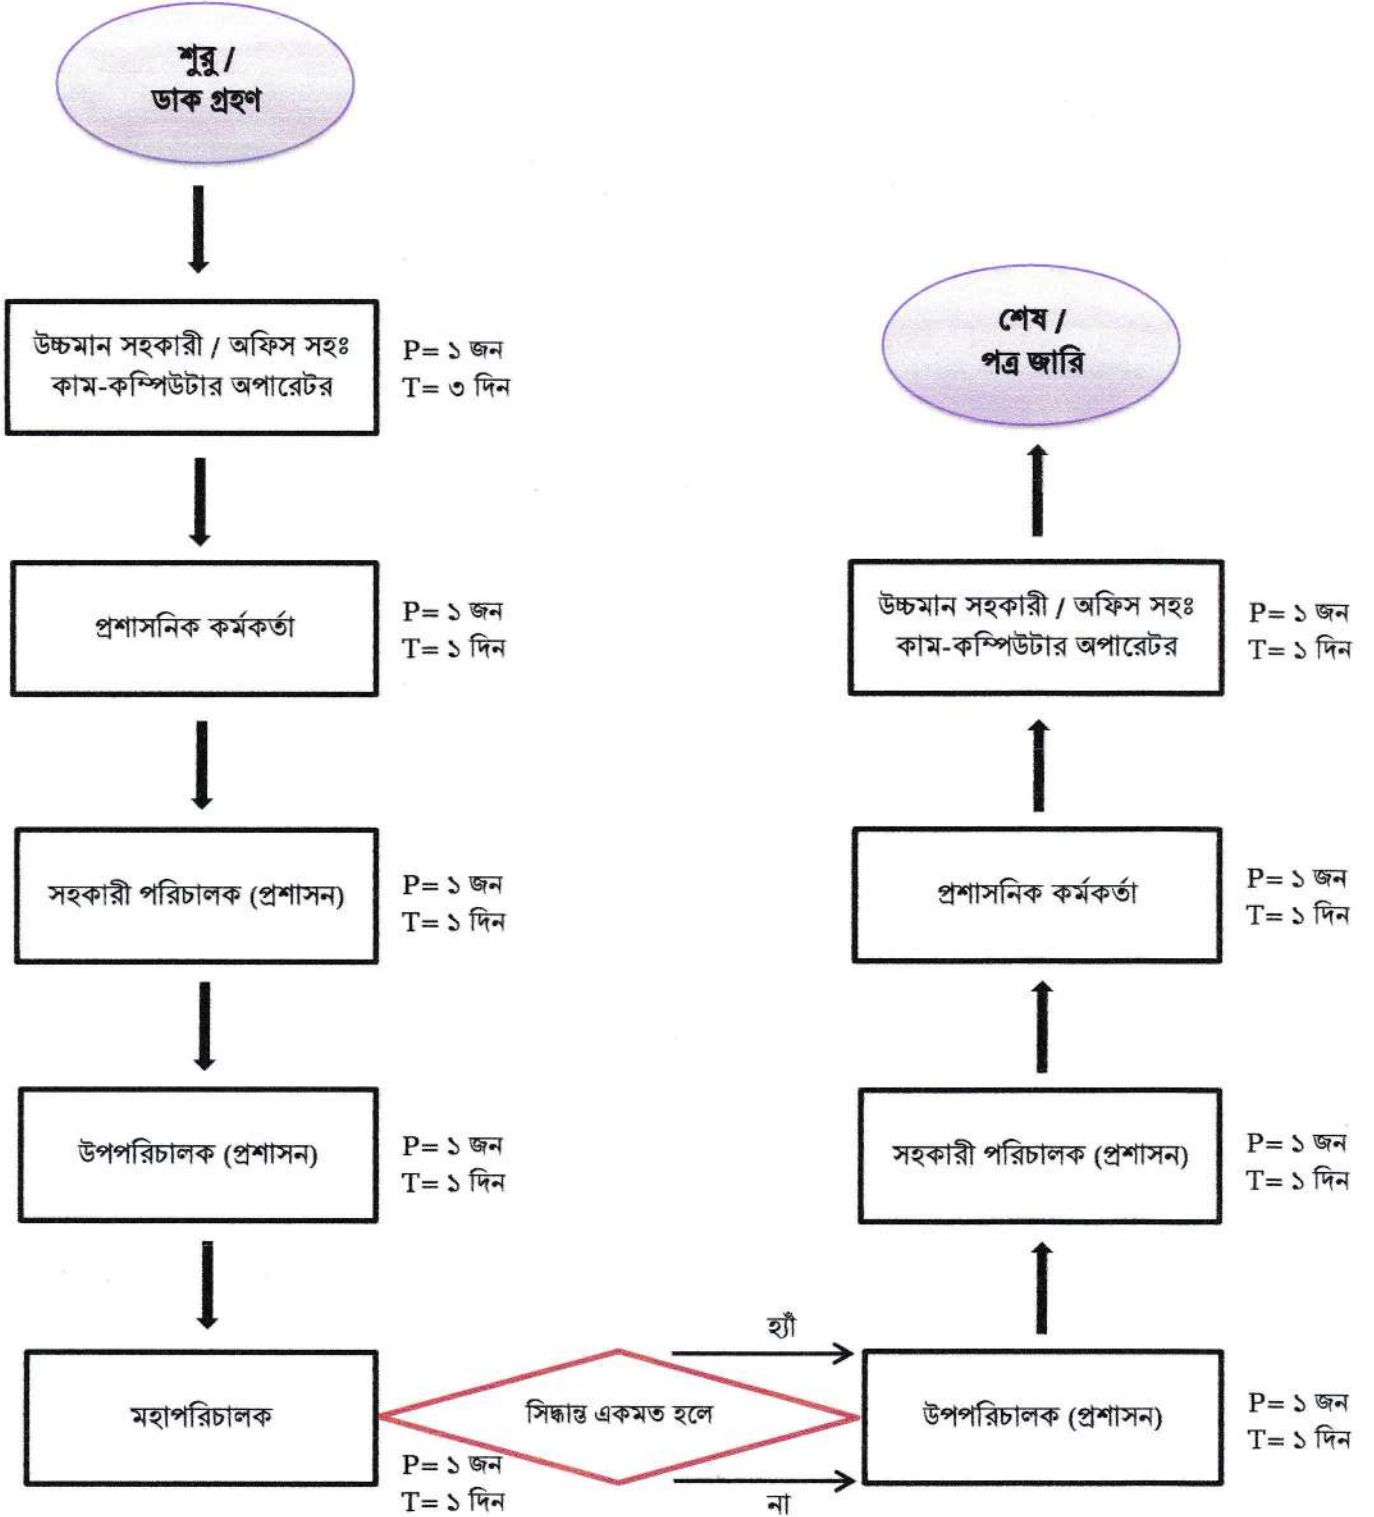 শুরু /
ডাক গ্রহণ
উচ্চমান সহকারী / অফিস সহঃ
কাম-কম্পিউটার অপারেটর
P= ১ জন
T= ৩ দিন
প্রশাসনিক কর্মকর্তা
P= ১ জন
T= ১ দিন
সহকারী পরিচালক (প্রশাসন)
P= ১ জন
T= ১ দিন
উপপরিচালক (প্রশাসন)
P= ১ জন
T= ১ দিন
মহাপরিচালক
P= ১ জন
T= ১ দিন
সিদ্ধান্ত একমত হলে
হ্যাঁ
না
উপপরিচালক (প্রশাসন)
P= ১ জন
T= ১ দিন
সহকারী পরিচালক (প্রশাসন)
P= ১ জন
T= ১ দিন
প্রশাসনিক কর্মকর্তা
P= ১ জন
T= ১ দিন
উচ্চমান সহকারী / অফিস সহঃ
কাম-কম্পিউটার অপারেটর
P= ১ জন
T= ১ দিন
শেষ /
পত্র জারি